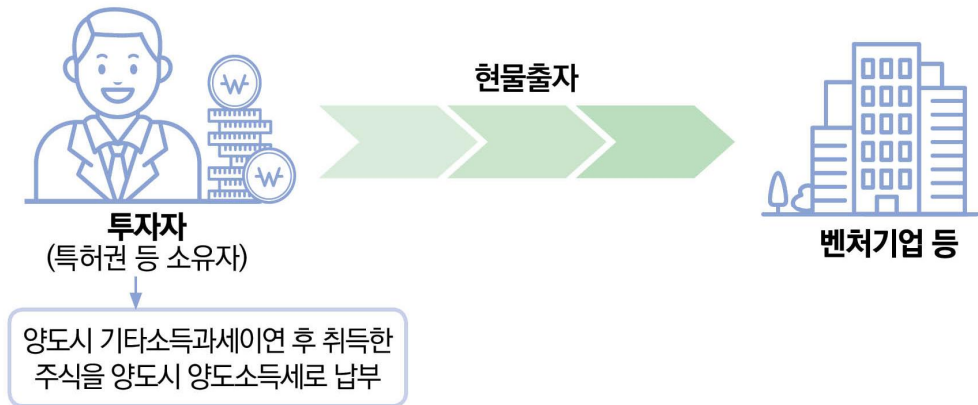 현물출자
투자자
(특허권 등 소유자)
벤처기업 등
양도시 기타소득과세이연 후 취득한
주식을 양도시 양도소득세로 납부